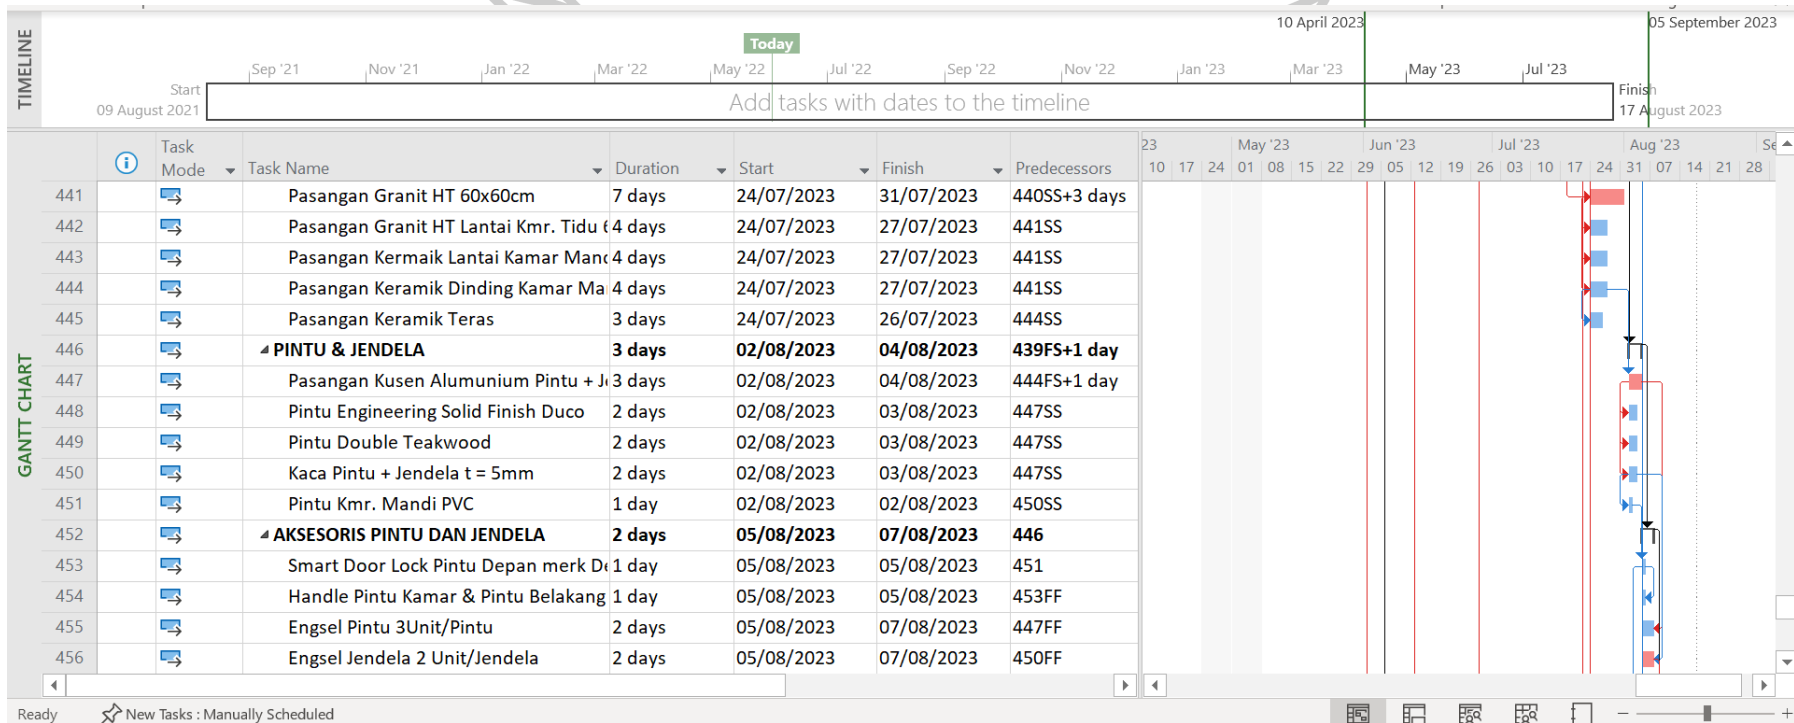 10 April 2023 05 September 2023
Today
Sep '21 Nov '21 Jan '22 Mar '22 May '22 Jul '22 Sep '22 Nov '22 Jan '23 Mar '23 May '23 Jul '23
TIMELINE
Start
09 August 2021
Add tasks with dates to the timeline
Finish
17 August 2023
GANTT CHART
Task Mode Task Name Duration Start Finish Predecessors
23 May '23 Jun '23 Jul '23 Aug '23 Se
10 17 24 01 08 15 22 29 05 12 19 26 03 10 17 24 31 07 14 21 28
441 Pasangan Granit HT 60x60cm 7 days 24/07/2023 31/07/2023 440SS+3 days
442 Pasangan Granit HT Lantai Kmr. Tidu 4 days 24/07/2023 27/07/2023 441SS
443 Pasangan Kermaik Lantai Kamar Mand 4 days 24/07/2023 27/07/2023 441SS
444 Pasangan Keramik Dinding Kamar Ma 4 days 24/07/2023 27/07/2023 441SS
445 Pasangan Keramik Teras 3 days 24/07/2023 26/07/2023 444SS
446 PINTU & JENDELA 3 days 02/08/2023 04/08/2023 439FS+1 day
447 Pasangan Kusen Alumunium Pintu + 3 days 02/08/2023 04/08/2023 444FS+1 day
448 Pintu Engineering Solid Finish Duco 2 days 02/08/2023 03/08/2023 447SS
449 Pintu Double Teakwood 2 days 02/08/2023 03/08/2023 447SS
450 Kaca Pintu + Jendela t = 5mm 2 days 02/08/2023 03/08/2023 447SS
451 Pintu Kmr. Mandi PVC 1 day 02/08/2023 02/08/2023 450SS
452 AKSESORIS PINTU DAN JENDELA 2 days 05/08/2023 07/08/2023 446
453 Smart Door Lock Pintu Depan merk 1 day 05/08/2023 05/08/2023 451
454 Handle Pintu Kamar & Pintu Belakang 1 day 05/08/2023 05/08/2023 453FF
455 Engsel Pintu 3Unit/Pintu 2 days 05/08/2023 07/08/2023 447FF
456 Engsel Jendela 2 Unit/Jendela 2 days 05/08/2023 07/08/2023 450FF
Ready New Tasks : Manually Scheduled